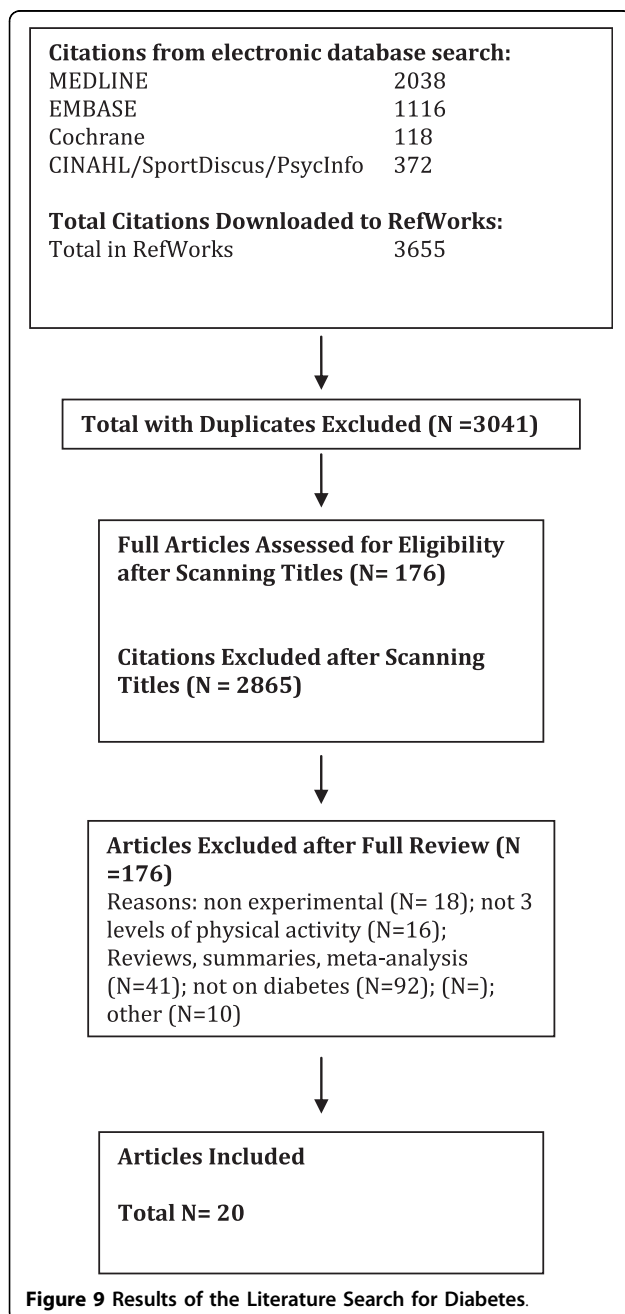 Citations from electronic database search:
MEDLINE 2038
EMBASE 1116
Cochrane 118
CINAHL/SportDiscus/PsycInfo 372
Total Citations Downloaded to RefWorks:
Total in RefWorks 3655
Total with Duplicates Excluded (N =3041)
Full Articles Assessed for Eligibility
after Scanning Titles (N= 176)
Citations Excluded after Scanning
Titles (N = 2865)
Articles Excluded after Full Review (N
=176)
Reasons: non experimental (N= 18); not 3
levels of physical activity (N=16);
Reviews, summaries, meta-analysis
(N=41); not on diabetes (N=92); (N=);
other (N=10)
Articles Included
Total N= 20
Figure 9 Results of the Literature Search for Diabetes.